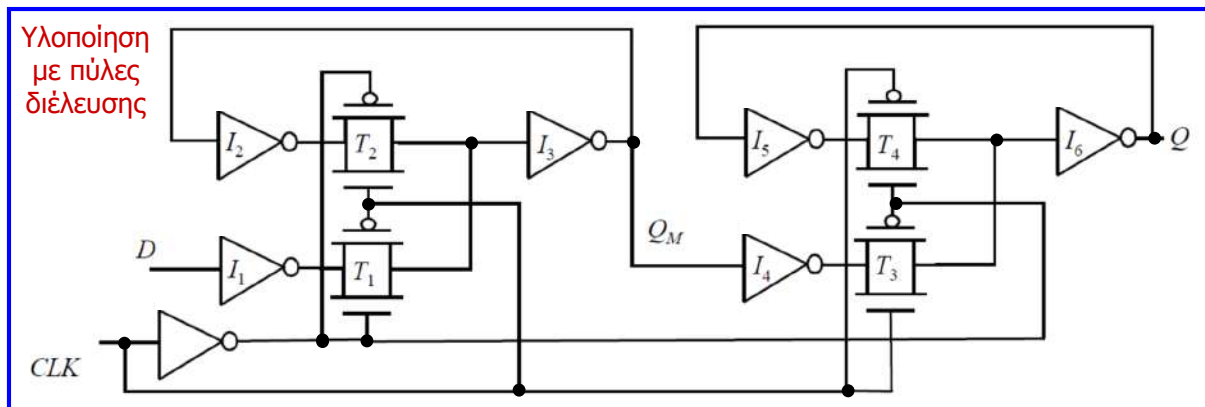 Υλοποίηση
με πύλες
διέλευσης
I2
T2
I3
I5
T4
I6
Q
D
I1
T1
QM
I4
T3
CLK